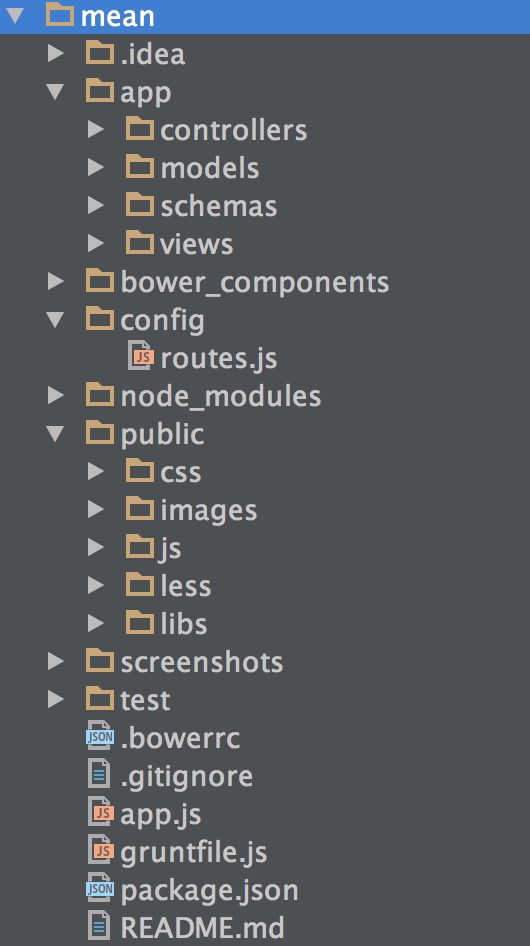 mean
.idea
app
controllers
models
schemas
views
bower_components
config
JS routes.js
node_modules
public
css
images
js
less
libs
screenshots
test
JSON .bowerrc
.gitignore
JS app.js
JS gruntfile.js
JSON package.json
README.md